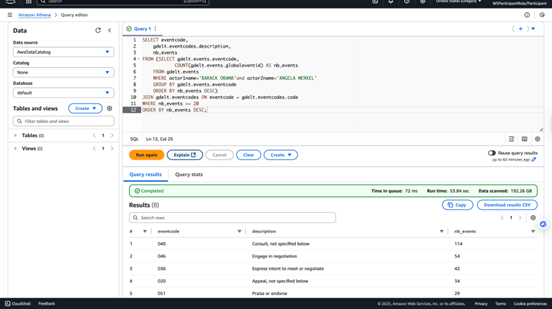 Search
United States (Oregon)
WSParticipantRole/Participant
Amazon Athena > Query editor
Data
Data source
AwsDataCatalog
Catalog
None
Database
default
Tables and views
Create
Filter tables and views
Tables (0)
1
Views (0)
1
Query 1
1 SELECT eventcode,
2 gdelt.eventcodes.description,
3 nb_events
4 FROM (SELECT gdelt.events.eventcode,
5 COUNT(gdelt.events.globaleventid) AS nb_events
6 FROM gdelt.events
7 WHERE actor1name='BARACK OBAMA'and actor2name='ANGELA MERKEL'
8 GROUP BY gdelt.events.eventcode
9 ORDER BY nb_events DESC)
10 JOIN gdelt.eventcodes ON eventcode = gdelt.eventcodes.code
11 WHERE nb_events >= 20
12 ORDER BY nb_events DESC;
SQL Ln 12, Col 25
Run again
Explain
Cancel
Clear
Create
Reuse query results
up to 60 minutes ago
Query results
Query stats
Completed
Time in queue: 72 ms
Run time: 53.84 sec
Data scanned: 192.26 GB
Results (8)
Copy
Download results CSV
Search rows
1
# eventcode description nb_events
1 040 Consult, not specified below 114
2 046 Engage in negotiation 54
3 036 Express intent to meet or negotiate 42
4 020 Appeal, not specified below 34
5 051 Praise or endorse 29
CloudShell Feedback © 2025, Amazon Web Services, Inc. or its affiliates. Privacy Terms Cookie preferences